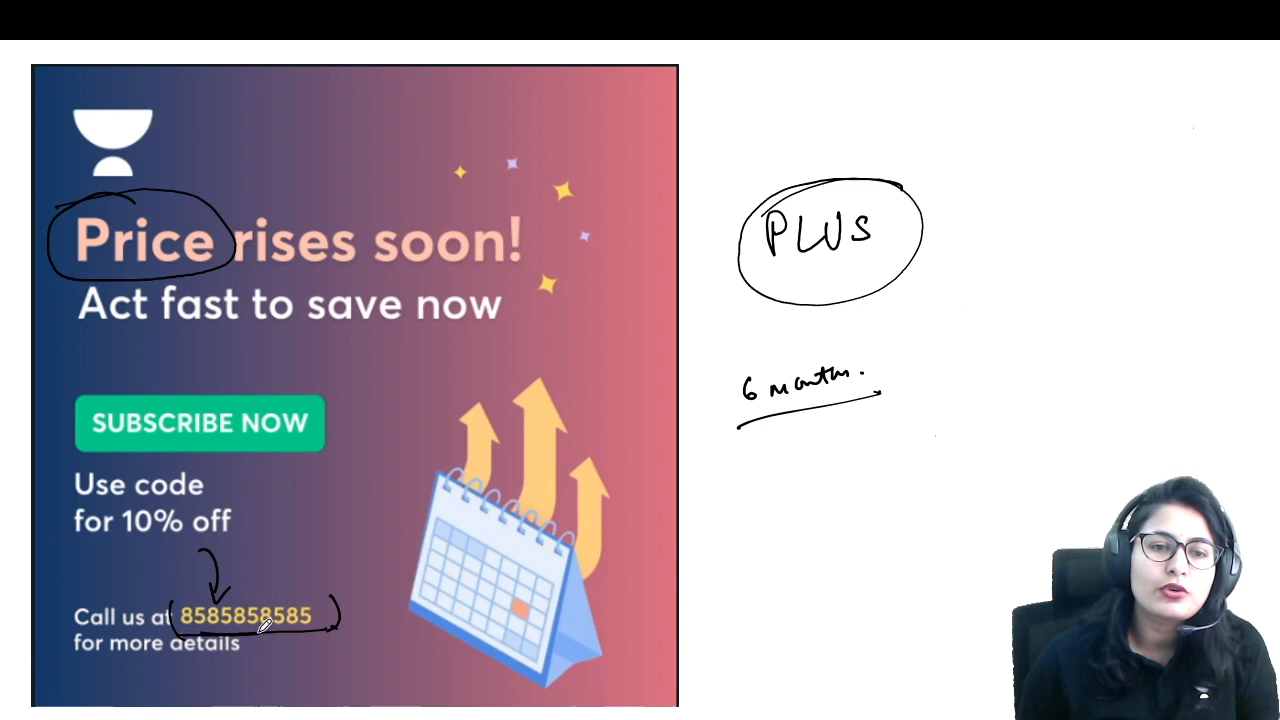 Price rises soon!
Act fast to save now
SUBSCRIBE NOW
Use code
for 10% off
Call us at 8585858585
for more details
PLUS
6 months.